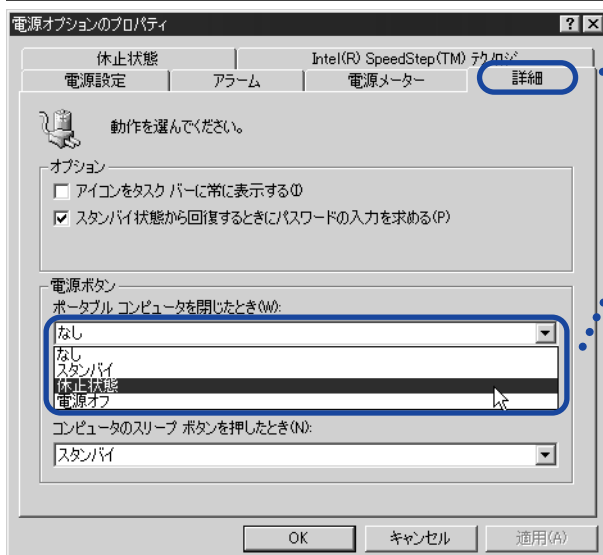 電源オプションのプロパティ
休止状態 Intel(R) SpeedStep(TM) テクノロジ
電源設定 アラーム 電源メーター 詳細
動作を選んでください。
オプション
アイコンをタスク バーに常に表示する(I)
スタンバイ状態から回復するときにパスワードの入力を求める(P)
電源ボタン
ポータブル コンピュータを閉じたとき(W):
なし
なし
スタンバイ
休止状態
電源オフ
コンピュータのスリープ ボタンを押したとき(N):
スタンバイ
OK キャンセル 適用(A)